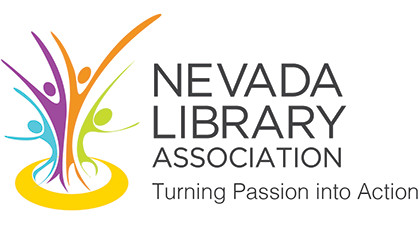 NEVADA
LIBRARY
ASSOCIATION
Turning Passion into Action